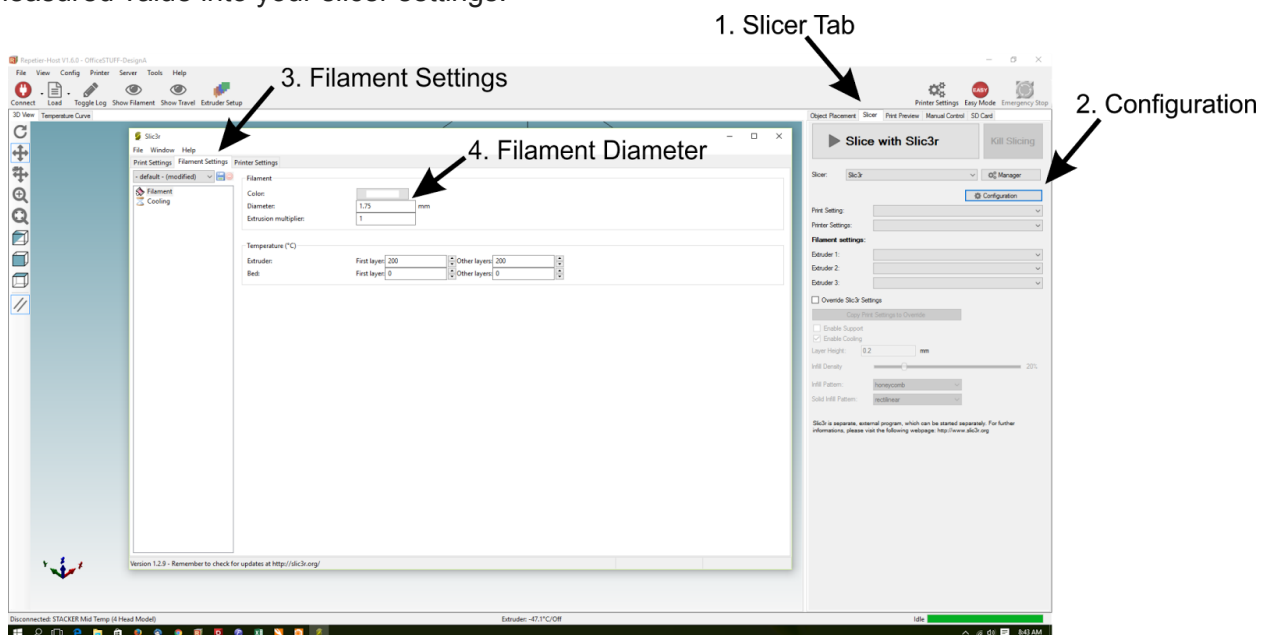 measured value into your slicer settings.
1. Slicer Tab
Repetier-Host V1.6.0 - OfficeSTUFF-DesignA
File View Config Printer Server Tools Help
3. Filament Settings
Connect Load Toggle Log Show Filament Show Travel Extruder Setup
Printer Settings EASY Easy Mode Emergency Stop
2. Configuration
3D View Temperature Curve
Object Placement Slicer Print Preview Manual Control SD Card
Slic3r
File Window Help
4. Filament Diameter
Print Settings Filament Settings Printer Settings
- default - (modified)
Filament
Cooling
Filament
Color:
Diameter: 1.75 mm
Extrusion multiplier: 1
Temperature (°C)
Extruder: First layer: 200 Other layers: 200
Bed: First layer: 0 Other layers: 0
Version 1.2.9 - Remember to check for updates at http://slic3r.org/
Slice with Slic3r
Kill Slicing
Slicer: Slic3r Manager
Configuration
Print Setting:
Printer Settings:
Filament settings:
Extruder 1:
Extruder 2:
Extruder 3:
Override Slic3r Settings
Copy Print Settings to Override
Enable Support
Enable Cooling
Layer Height: 0.2 mm
Infill Density 20%
Infill Pattern: honeycomb
Solid Infill Pattern: rectilinear
Slic3r is separate, external program, which can be started separately. For further
informations, please visit the following webpage: http://www.slic3r.org
Disconnected: STACKER Mid Temp (4 Head Model) Extruder: -47.1°C/Off Idle
8:43 AM